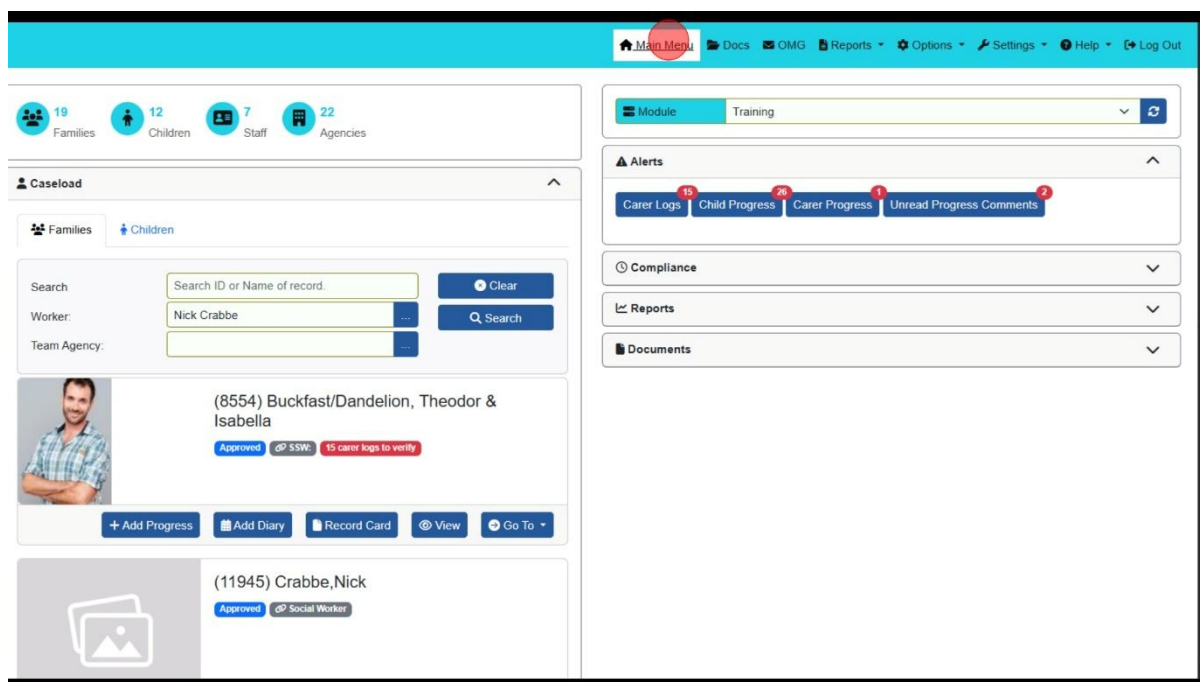 Main Menu Docs OMG Reports Options Settings Help Log Out
19
Families
12
Children
7
Staff
22
Agencies
Caseload
Families Children
Search Search ID or Name of record. Clear
Worker: Nick Crabbe ... Search
Team Agency: ...
(8554) Buckfast/Dandelion, Theodor &
Isabella
Approved SSW: 15 carer logs to verify
+ Add Progress Add Diary Record Card View Go To
(11945) Crabbe,Nick
Approved Social Worker
Module Training
Alerts
Carer Logs 15 Child Progress 26 Carer Progress 1 Unread Progress Comments 2
Compliance
Reports
Documents